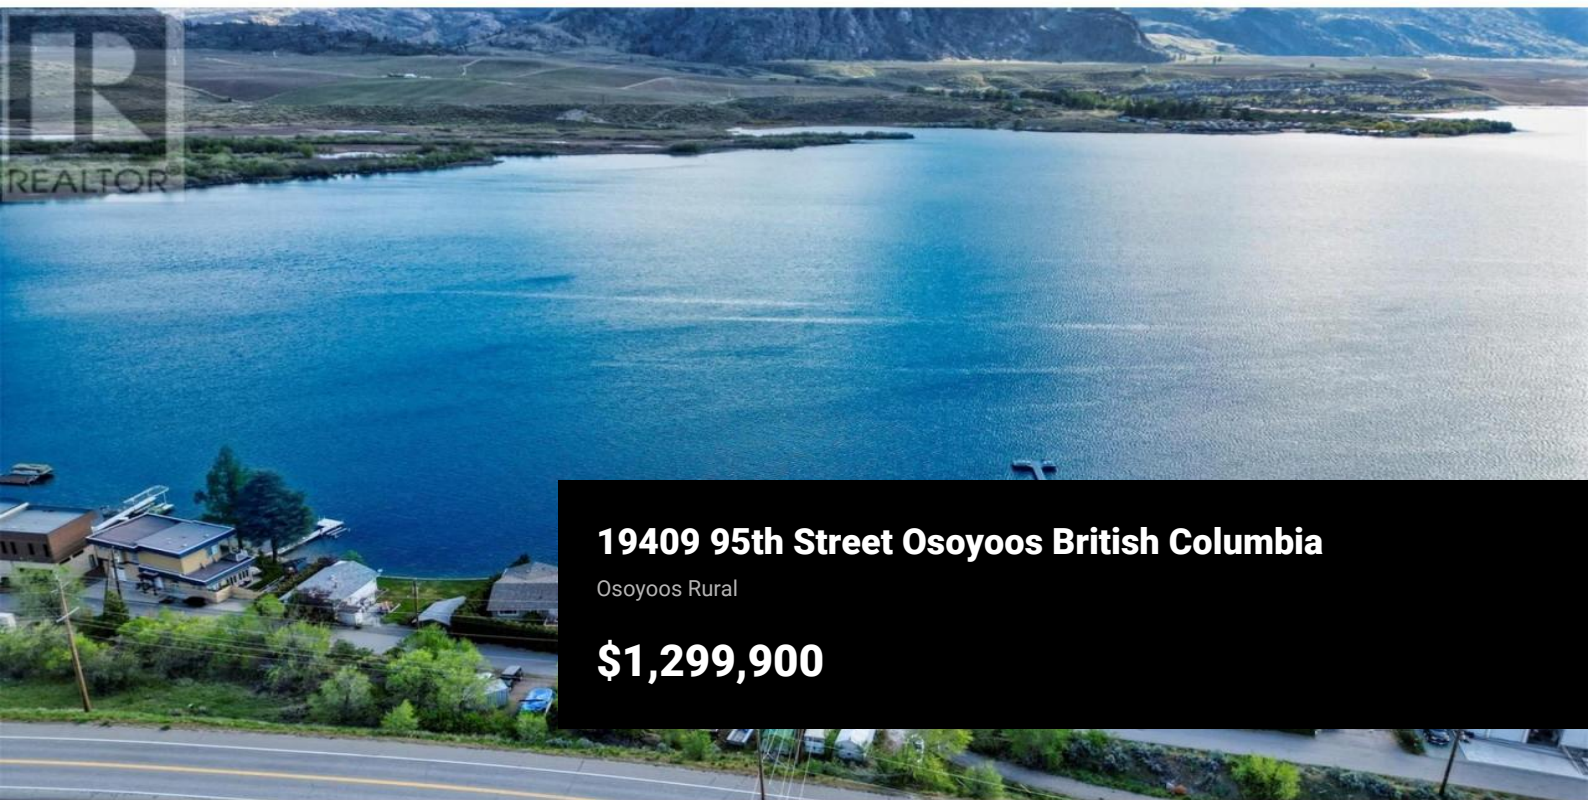 R
REALTOR
19409 95th Street Osoyoos British Columbia
Osoyoos Rural
$1,299,900